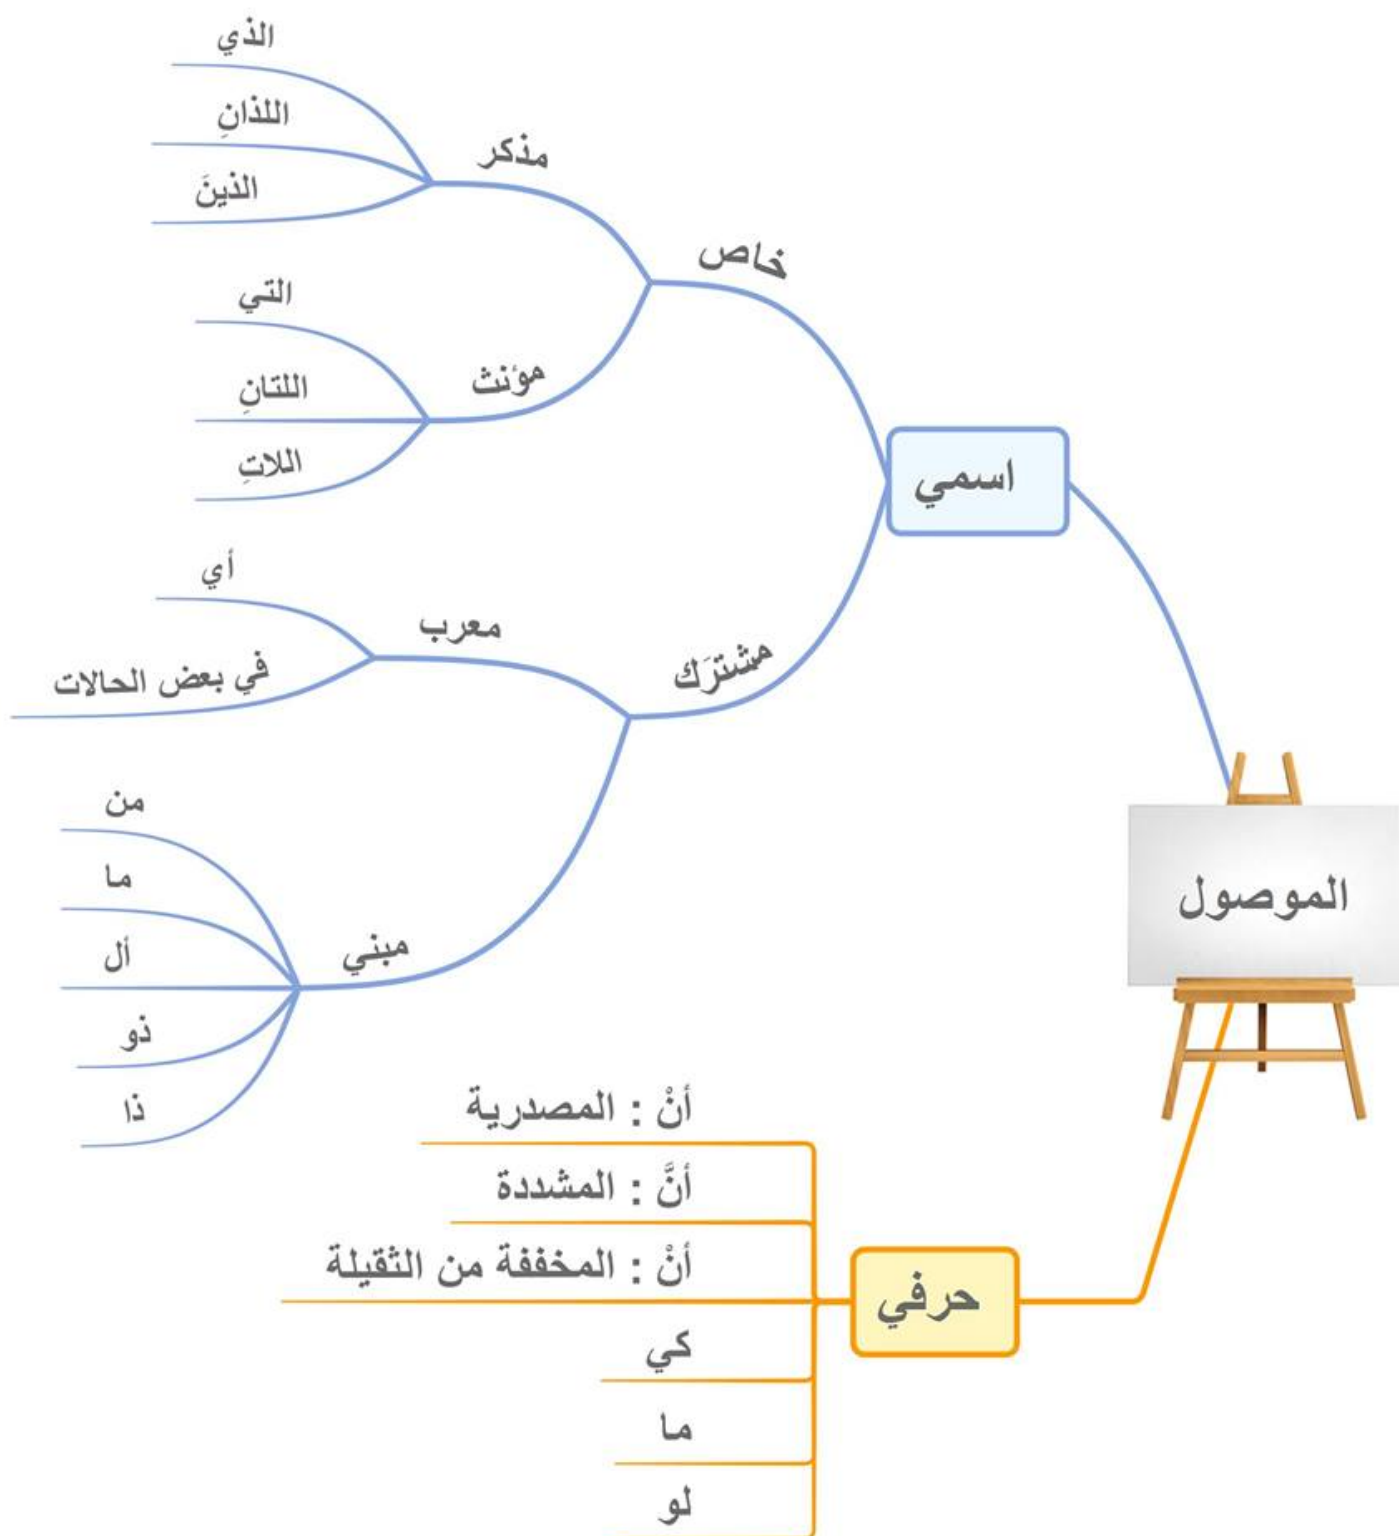 الموصول
اسمي
خاص
مذكر
الذي
اللذانِ
الذينَ
مؤنث
التي
اللتانِ
اللاتِ
مشترَك
معرب
أي
في بعض الحالات
مبني
من
ما
أل
ذو
ذا
حرفي
أنْ : المصدرية
أنَّ : المشددة
أنْ : المخففة من الثقيلة
كي
ما
لو